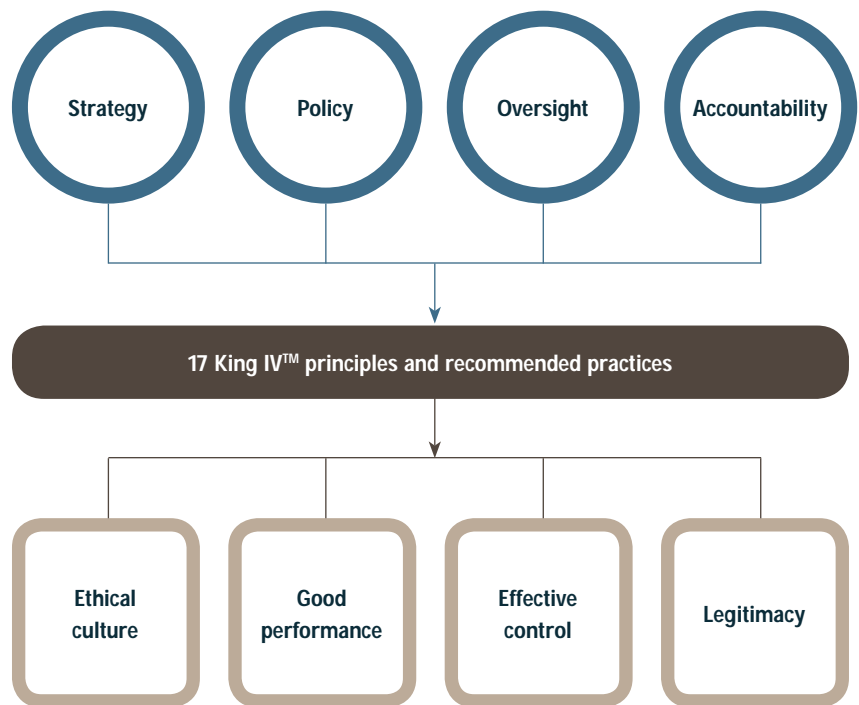 Strategy
Policy
Oversight
Accountability
17 King IV™ principles and recommended practices
Ethical
culture
Good
performance
Effective
control
Legitimacy